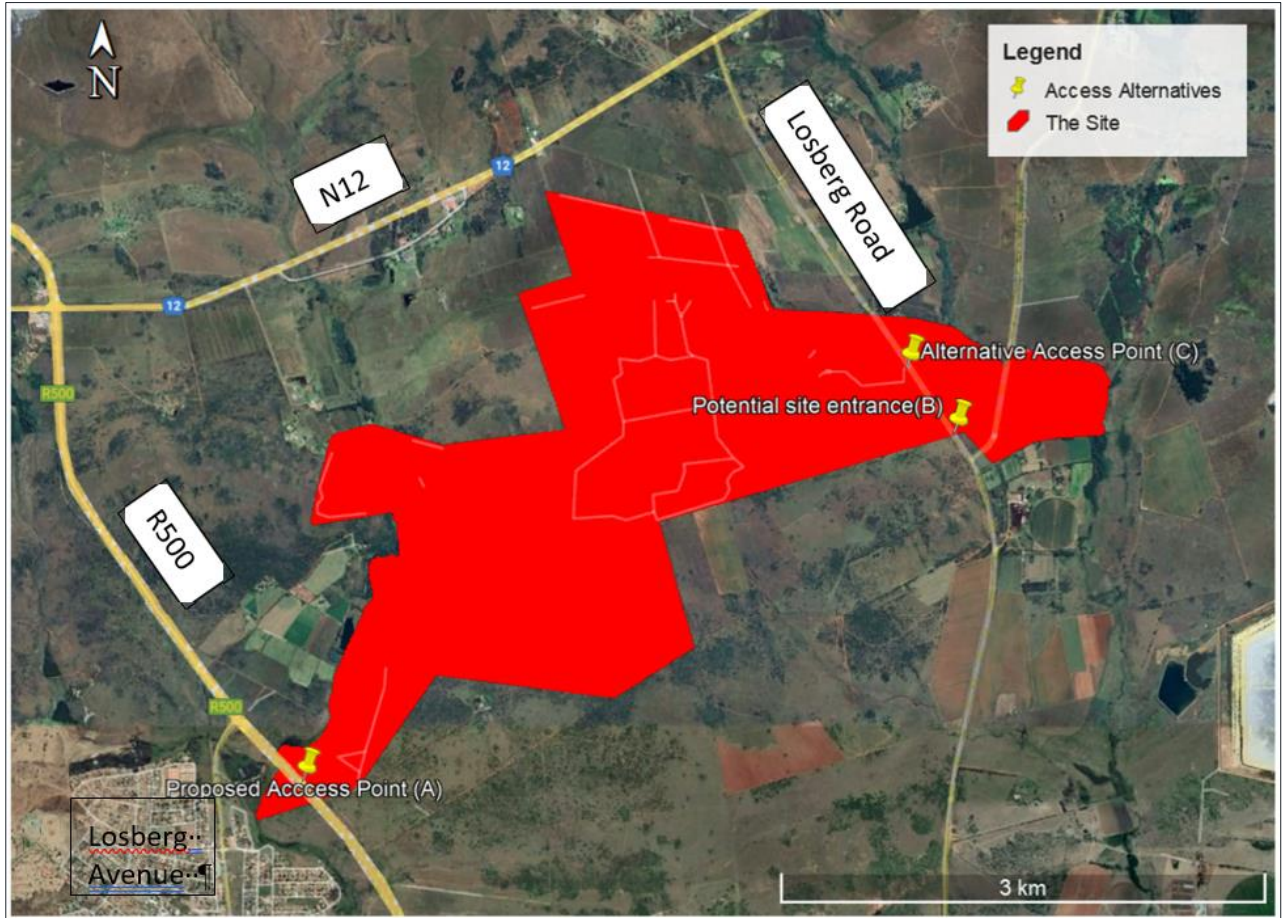 N
Legend
Access Alternatives
The Site
N12
12
Losberg Road
12
Alternative Access Point (C)
R500
Potential site entrance(B)
R500
R500
Proposed Acccess Point (A)
Losberg··
Avenue··¶
3 km